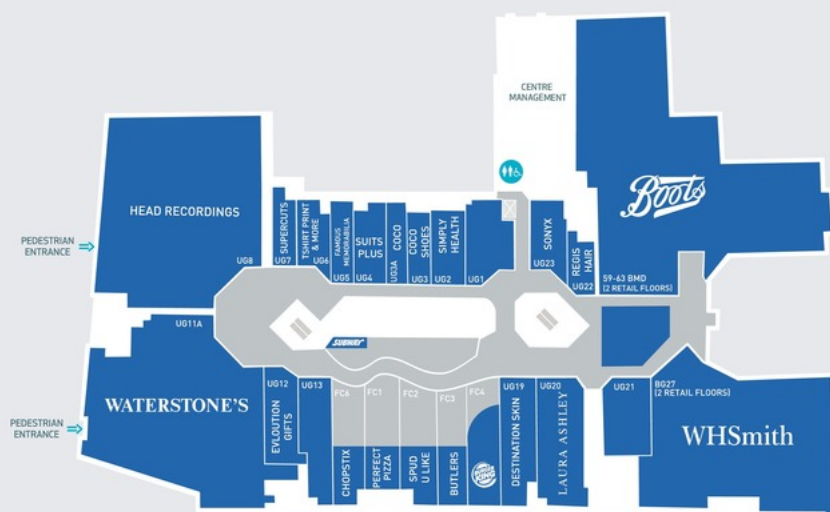 CENTRE
MANAGEMENT
Boots
59-63 BMD
(2 RETAIL FLOORS)
HEAD RECORDINGS
UG8
PEDESTRIAN
ENTRANCE
SUPERCUTS
UG7
TSHIRT PRINT
& MORE
UG6
FAMOUS
MEMORABILIA
UG5
SUITS
PLUS
UG4
COCO
UG3A
COCO
SHOES
UG3
SIMPLY
HEALTH
UG2
UG1
SONYX
UG23
REGIS
HAIR
UG22
SUBWAY
UG11A
WATERSTONE'S
PEDESTRIAN
ENTRANCE
UG12
EVLOUTION
GIFTS
UG13
FC6
CHOPSTIX
FC1
PERFECT
PIZZA
FC2
SPUD
U LIKE
FC3
BUTLERS
FC4
BURGER
KING
UG19
DESTINATION SKIN
UG20
LAURA ASHLEY
UG21
BG27
(2 RETAIL FLOORS)
WHSmith